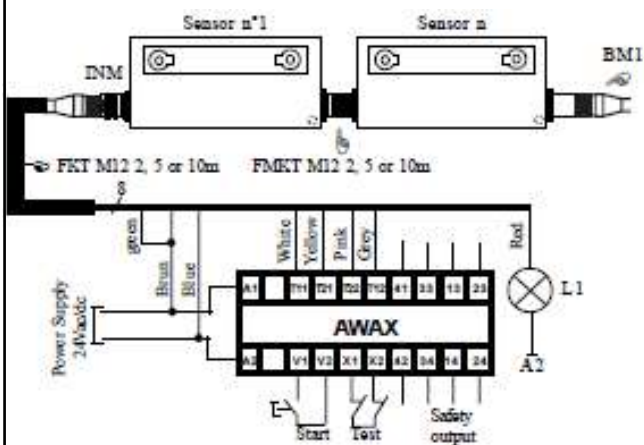 Sensor n°1
Sensor n
INM
BM1
FKT M12 2, 5 or 10m
FMKT M12 2, 5 or 10m
8
green
Brun
Blue
White
Yellow
Pink
Grey
Red
Power Supply
24Vac/dc
A1 T11 T21 T22 T12 41 33 13 23
AWAX
A2 Y1 Y2 X1 X2 42 34 14 24
L1
A2
Start
Test
Safety
output